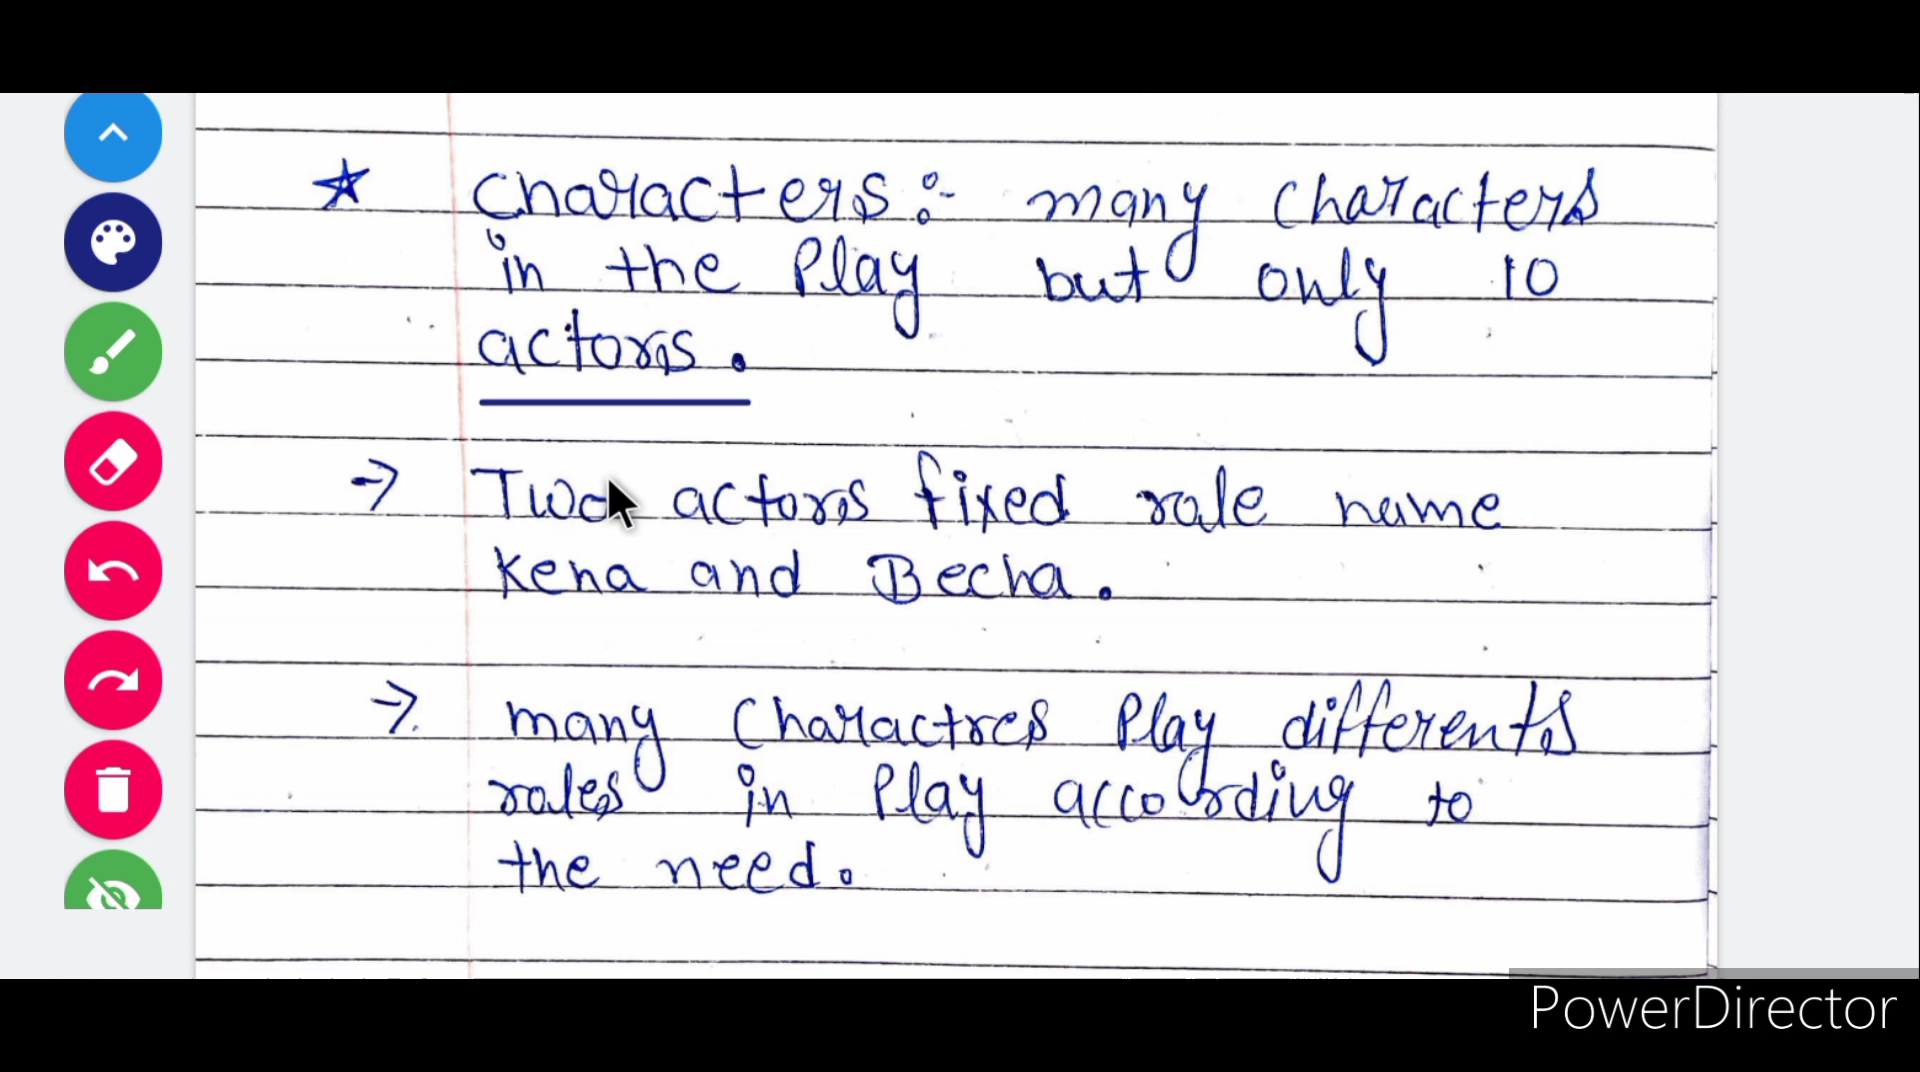 ★ Characters :- many characters
in the Play but only 10
actors.
→ Two actors fixed role name
Kena and Becha.
→ many Charactres Play differents
roles in Play according to
the need.
PowerDirector